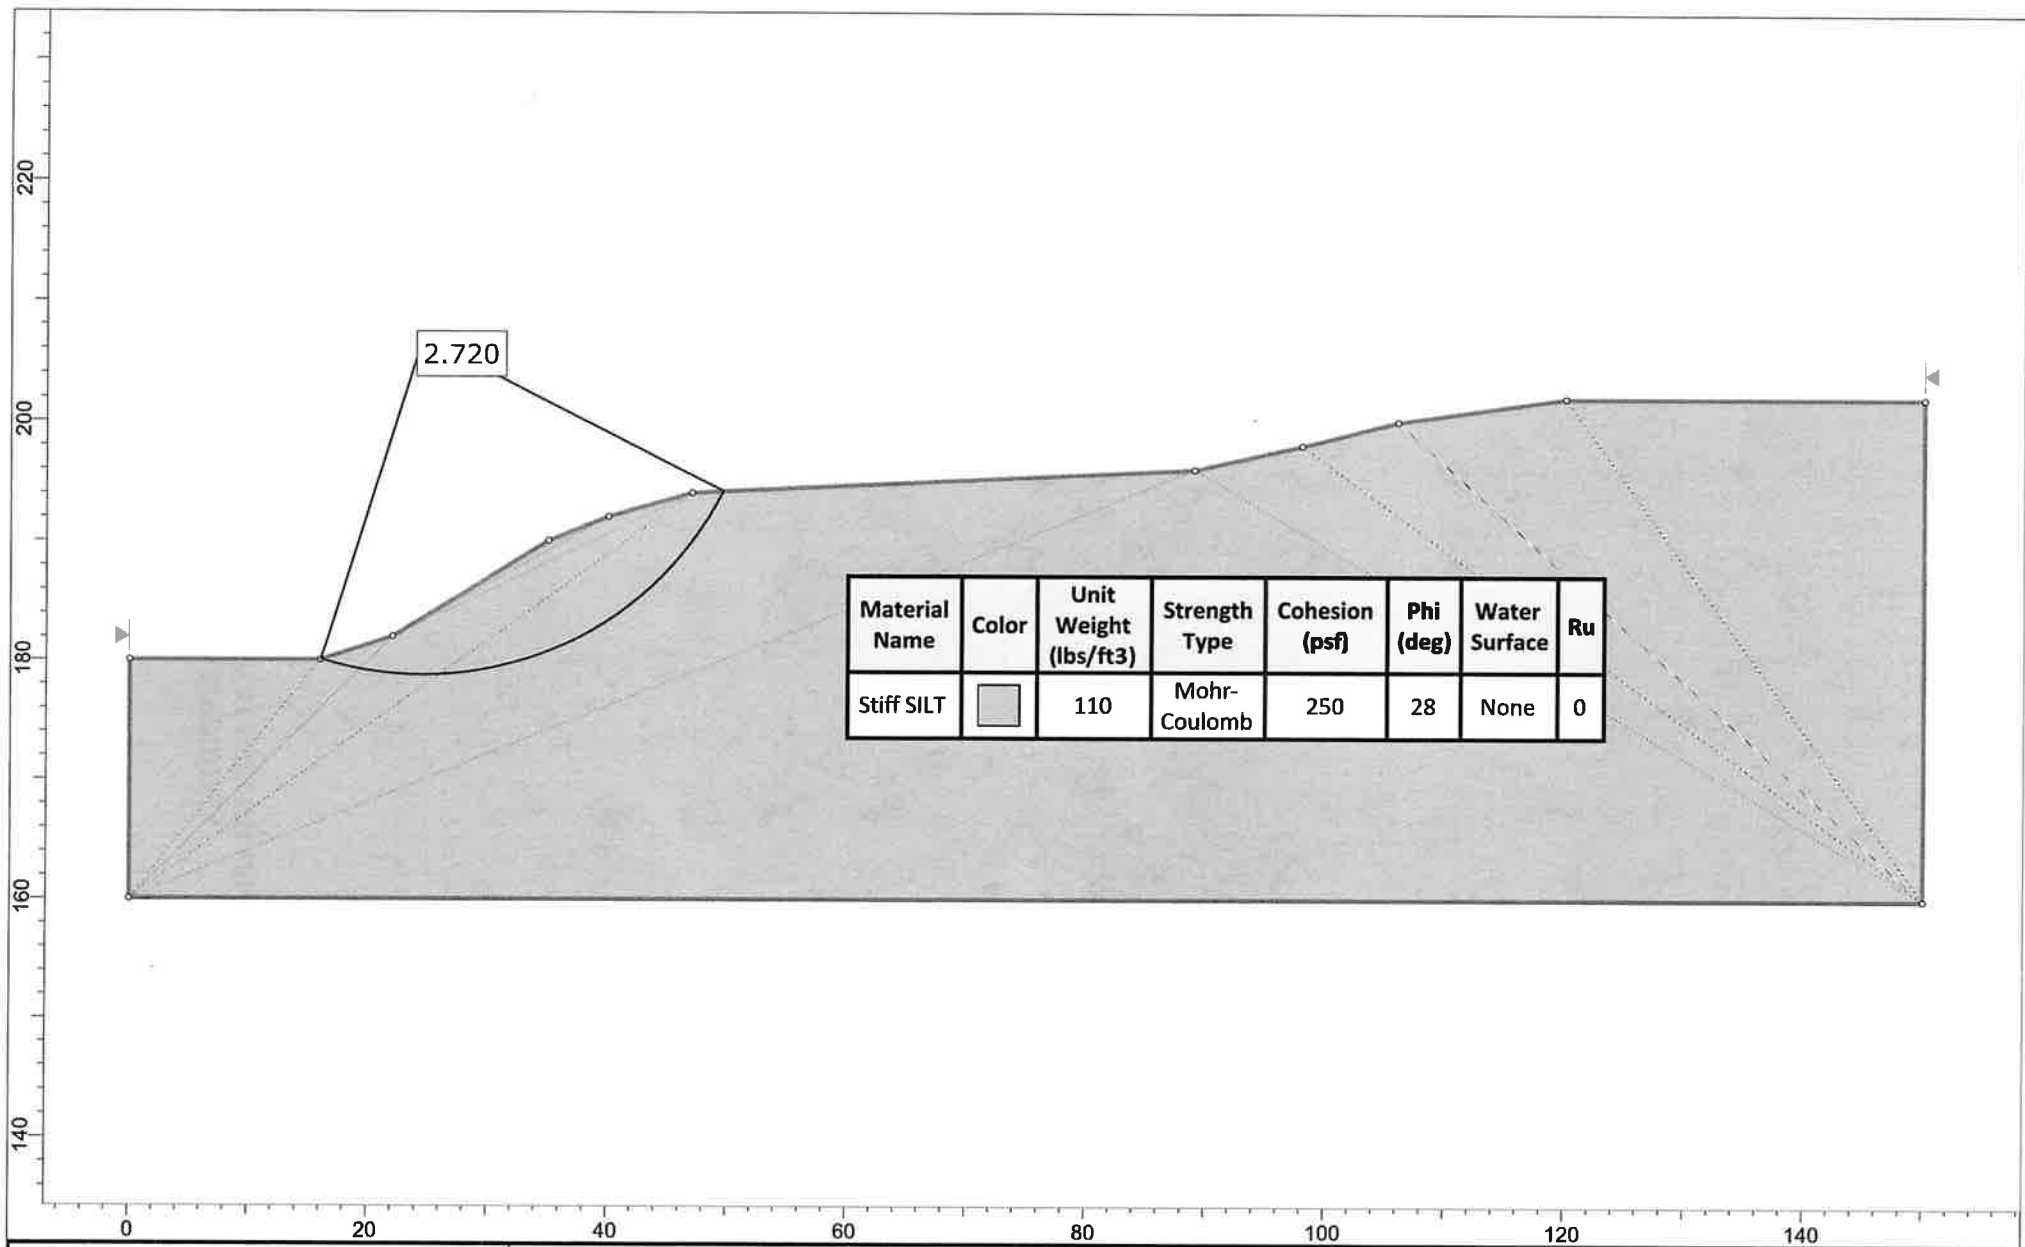 220
200
180
160
140
2.720
Material
Name
Color
Unit
Weight
(lbs/ft3)
Strength
Type
Cohesion
(psf)
Phi
(deg)
Water
Surface
Ru
Stiff SILT
110
Mohr-
Coulomb
250
28
None
0
0
20
40
60
80
100
120
140